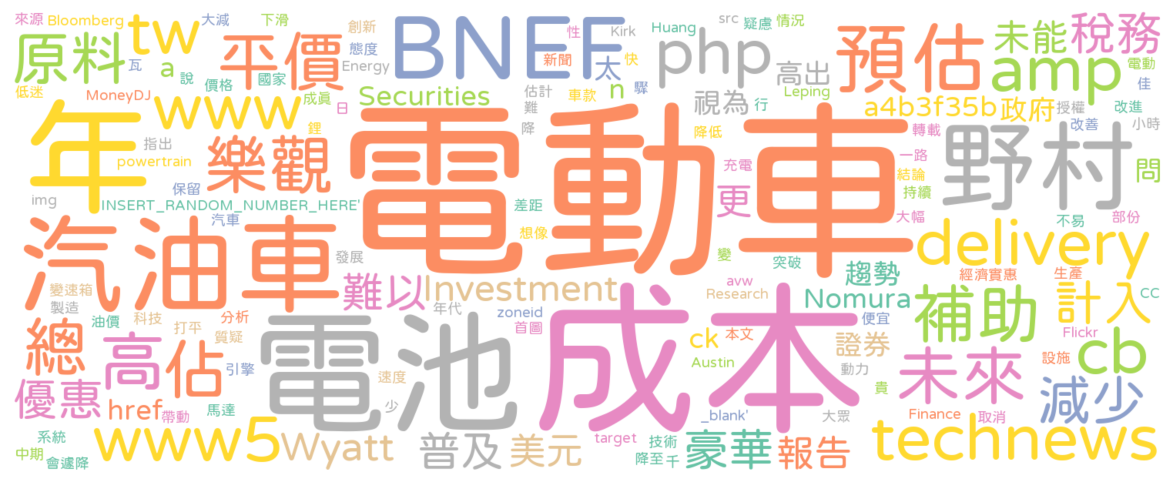 來源 Bloomberg 大減 下滑 創新 性 Huang src 疑慮 情況 未能 稅務
原料 tw 平價 BNEF 態度 Energy 新聞 Kirk 快 php 預估 amp 電動
瓦 a 說 價格 國家 估計 太 n 驟 高出 佳
低迷 MoneyDJ www 成真 日 Securities 難 車款 視為 行 Leping a4b3f35b 政府 授權 改進
年 指出 鋰 樂觀 電動車 降 降低 野村 轉載 改善 小時
powertrain 充電 一路 問
img 保留 更 結論 持續
INSERT_RANDOM_NUMBER_HERE' 差距 大幅 不易 部份
汽油車 汽車 想像 變 delivery
發展 突破 趨勢 經濟實惠 生產
變速箱 難以 Investment avw Research Nomura 補助 計入 cc
製造 年代 zoneid 便宜
總 油價 科技 分析 電池 首圖 成本 ck 本文 證券 Flickr cb
高 佔 打平 質疑 引擎 Austin 動力 未來 設施
優惠 速度 貴 減少
href 帶動 馬達 少 _blank' 大眾 Finance 取消
系統 www5 Wyatt 普及 美元 target 技術 豪華 報告 technews
中期 會遽降 降至 千